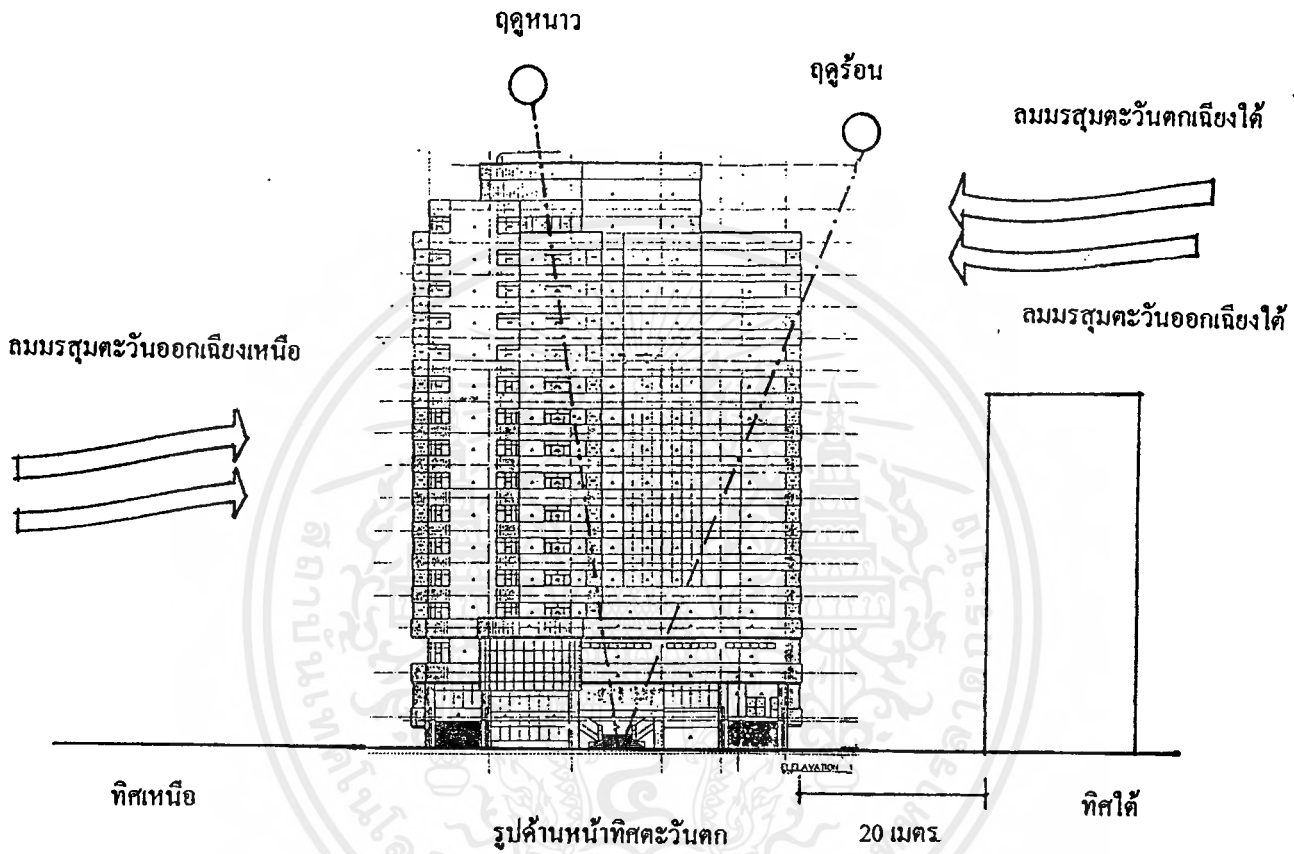 ฤดูหนาว
ฤดูร้อน
ลมมรสุมตะวันตกเฉียงใต้
ลมมรสุมตะวันออกเฉียงใต้
ลมมรสุมตะวันออกเฉียงเหนือ
ELAVATION
ทิศเหนือ
20 เมตร
ทิศใต้
รูปด้านหน้าทิศตะวันตก